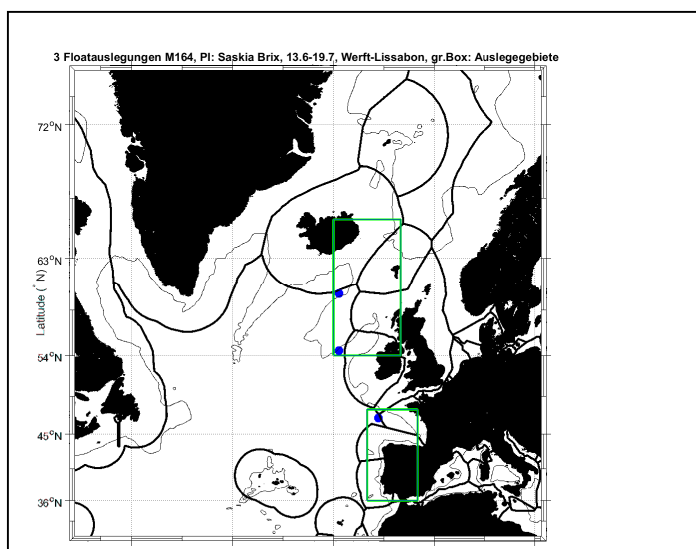 3 Floatauslegungen M164, PI: Saskia Brix, 13.6-19.7, Werft-Lissabon, gr.Box: Auslegegebiete
72°N
63°N
Latitude (°N)
54°N
45°N
36°N